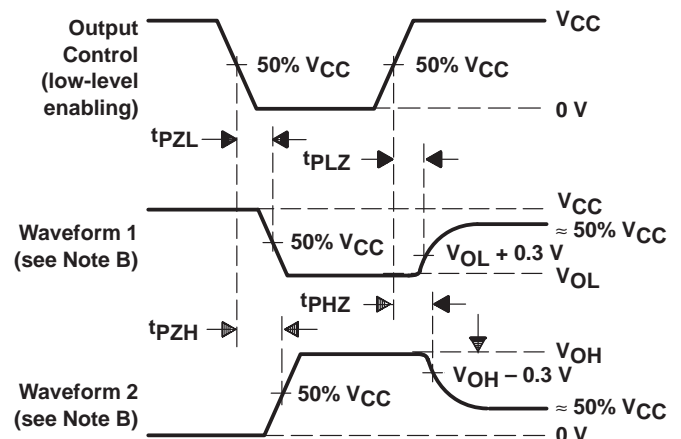 Output
Control
(low-level
enabling)
50% VCC
50% VCC
VCC
0 V
tPZL
tPLZ
Waveform 1
(see Note B)
50% VCC
VCC
≈ 50% VCC
VOL + 0.3 V
VOL
tPZH
tPHZ
Waveform 2
(see Note B)
50% VCC
VOH
VOH – 0.3 V
≈ 50% VCC
0 V